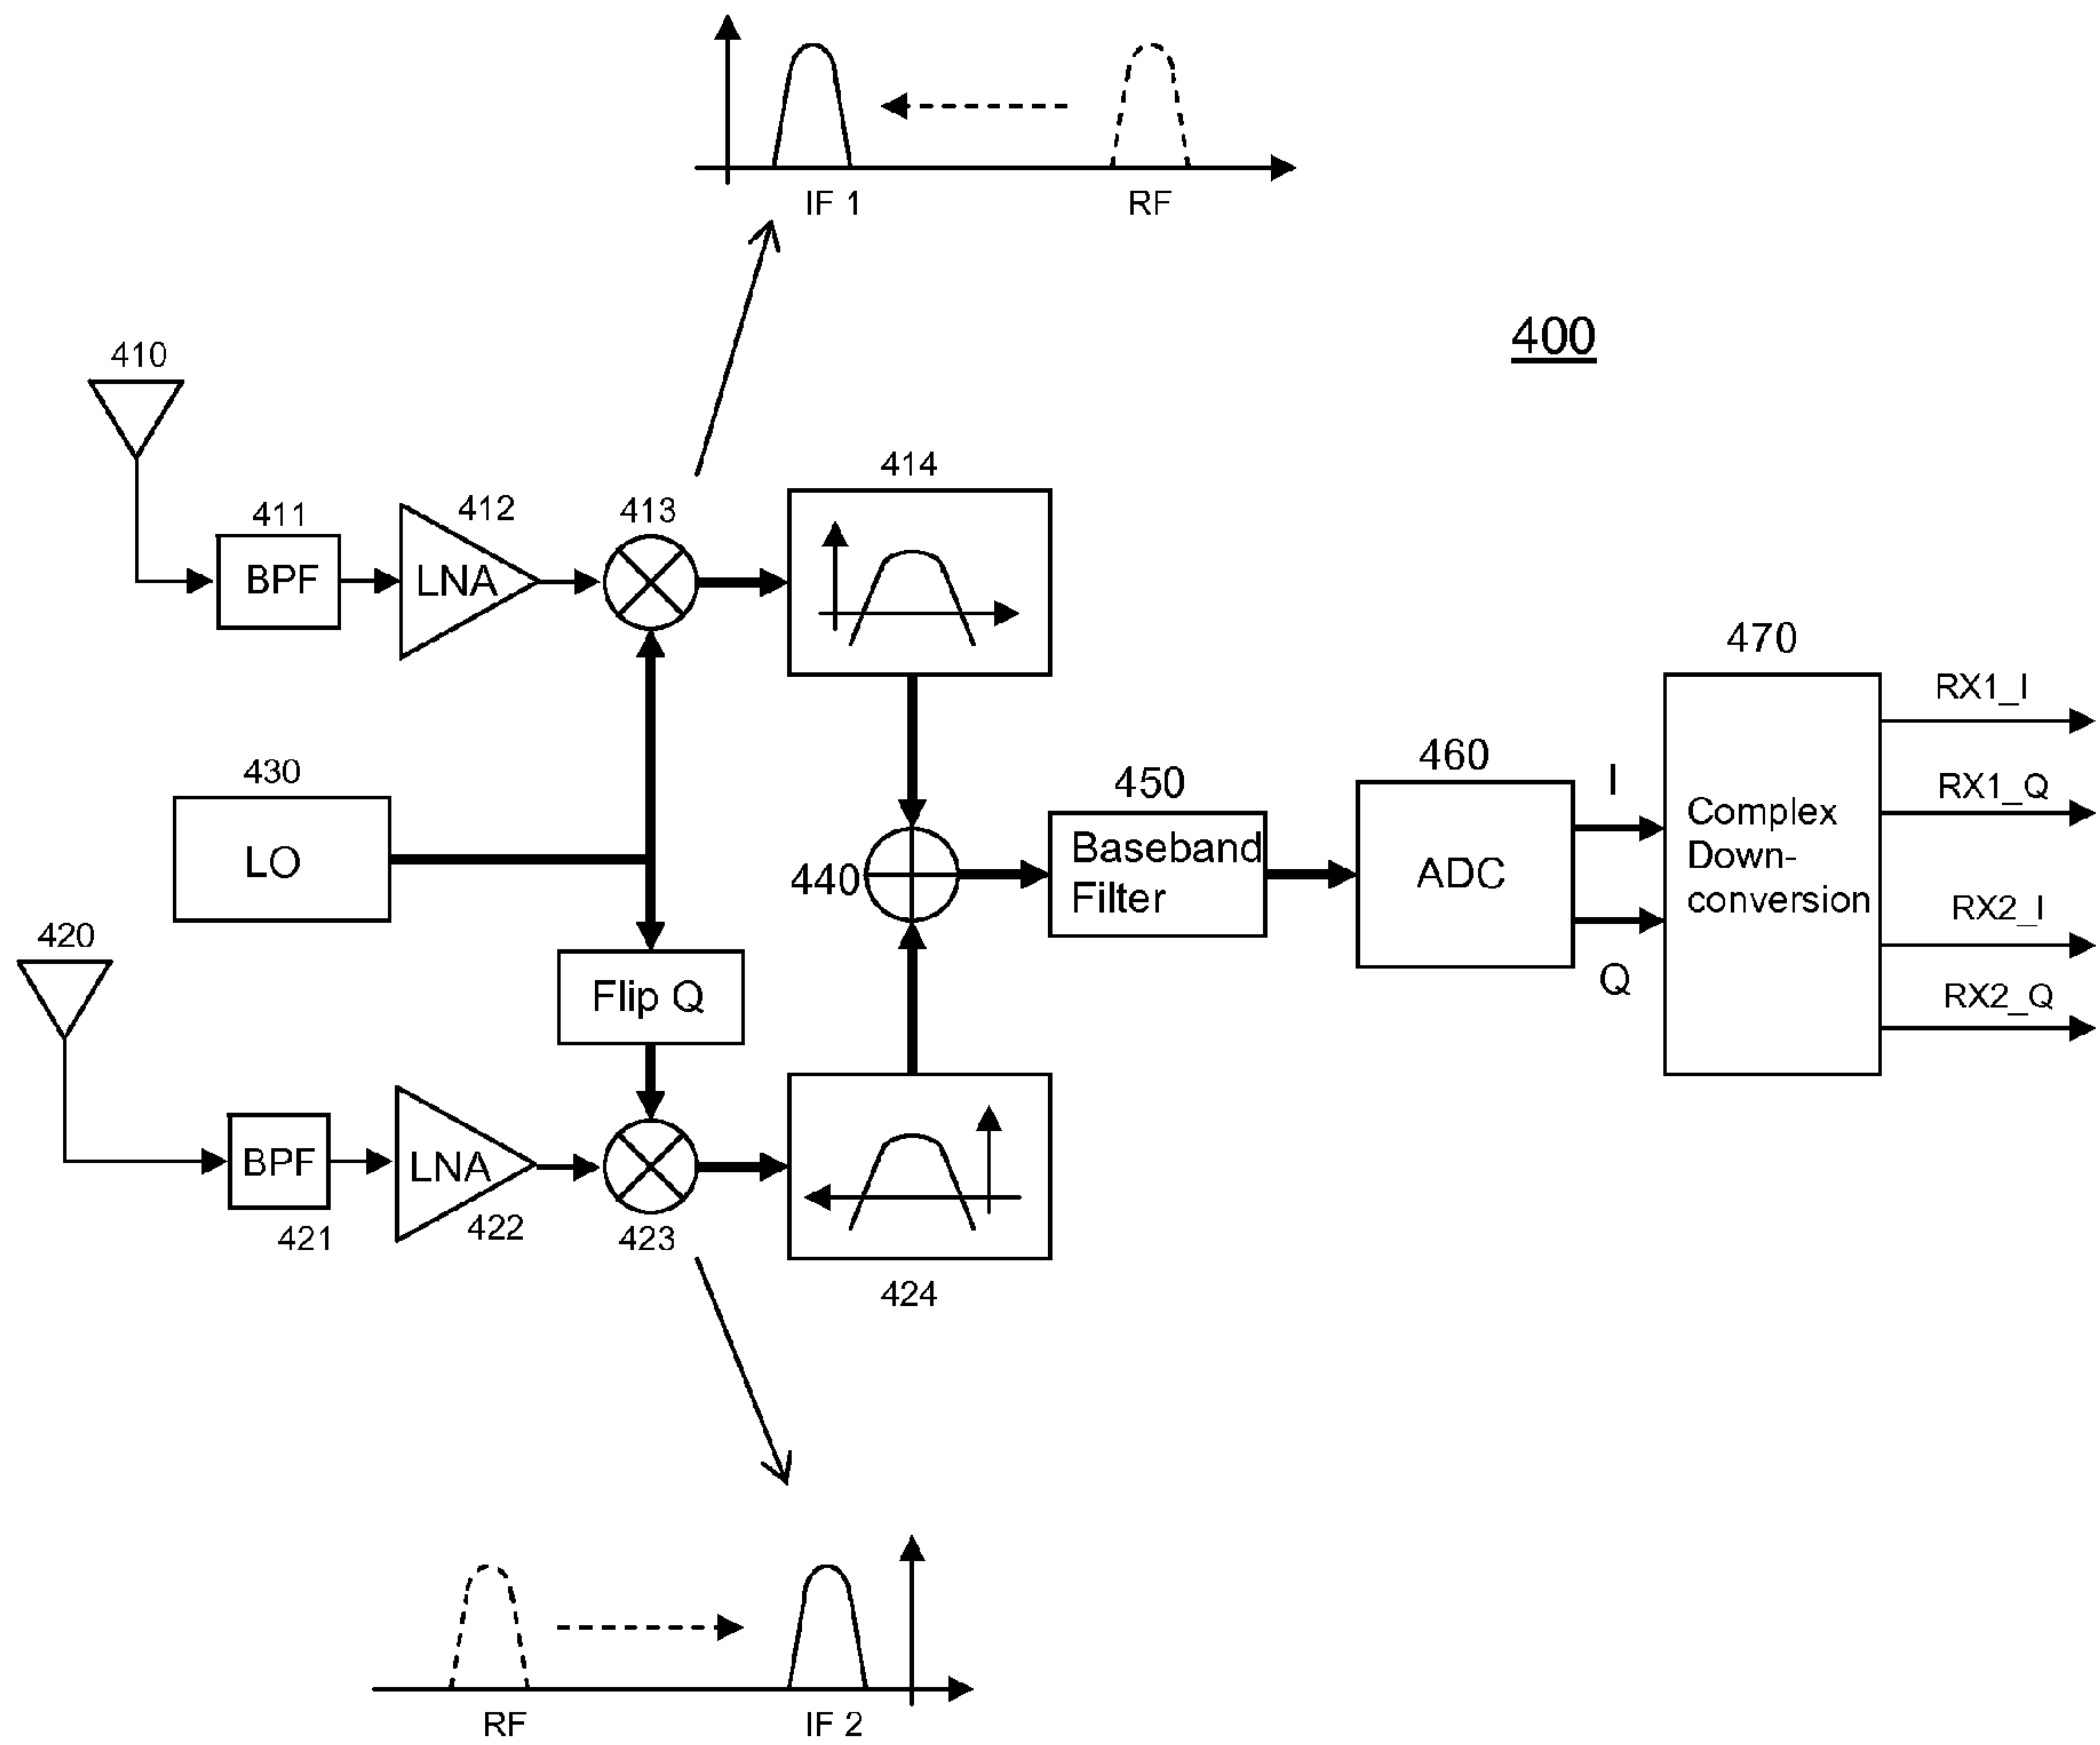 IF 1
RF
400
410
411
BPF
412
LNA
413
414
430
LO
420
Flip Q
440
450
Baseband
Filter
460
ADC
I
Q
470
Complex
Down-
conversion
RX1_I
RX1_Q
RX2_I
RX2_Q
BPF
421
LNA
422
423
424
RF
IF 2